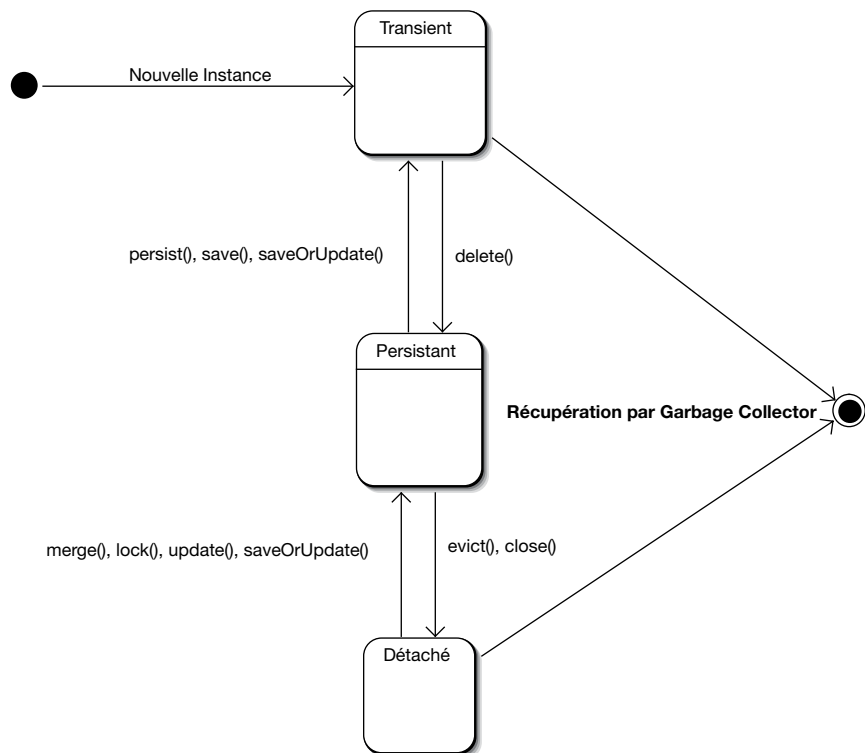 Transient
Nouvelle Instance
persist(), save(), saveOrUpdate()
delete()
Persistant
Récupération par Garbage Collector
merge(), lock(), update(), saveOrUpdate()
evict(), close()
Détaché